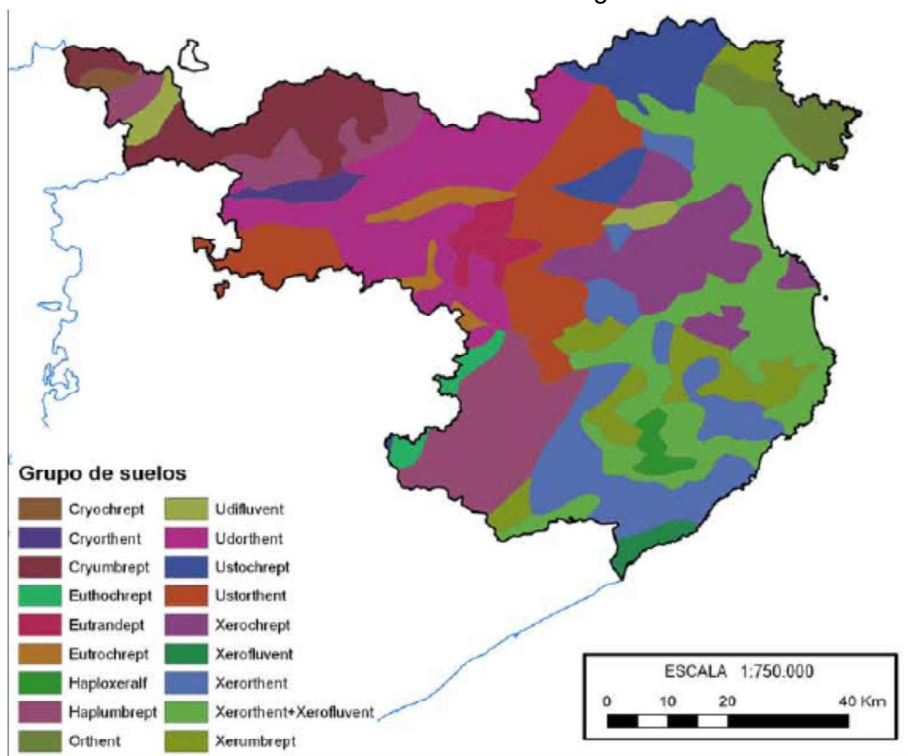 Grupo de suelos
Cryochrept
Cryorthent
Cryumbrept
Euthochrept
Eutrandept
Eutrochrept
Haploxeralf
Haplumbrept
Orthent
Udifluvent
Udorthent
Ustochrept
Ustorthent
Xerochrept
Xerofluvent
Xerorthent
Xerorthent+Xerofluvent
Xerumbrept
ESCALA 1:750.000
0 5 10 20 40 Km